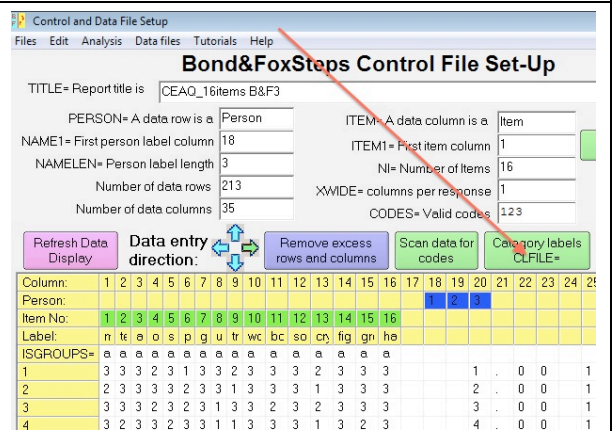 Control and Data File Setup
Files Edit Analysis Data files Tutorials Help
Bond&FoxSteps Control File Set-Up
TITLE= Report title is CEAQ_16items B&F3
PERSON= A data row is a Person ITEM= A data column is a Item
NAME1= First person label column 18 ITEM1= First item column 1
NAMELEN= Person label length 3 NI= Number of Items 16
Number of data rows 213 XWIDE= columns per response 1
Number of data columns 35 CODES= Valid codes 123
Refresh Data Display Data entry direction: Remove excess rows and columns Scan data for codes Category labels CLFILE=
Column: 1 2 3 4 5 6 7 8 9 10 11 12 13 14 15 16 17 18 19 20 21 22 23 24 25
Person: 1 2 3
Item No: 1 2 3 4 5 6 7 8 9 10 11 12 13 14 15 16
Label: te a o s p g u tr wc bc so cry fig gri ha
ISGROUPS= a a a a a a a a a a a a a a a a
1 3 3 3 2 3 1 3 3 2 3 3 3 2 3 3 3 1 . 0 0 1
2 2 3 3 3 3 2 3 3 1 3 3 3 1 3 3 3 2 . 0 0 1
3 3 3 3 2 3 2 3 1 3 3 2 3 2 3 3 3 3 . 0 0 1
4 3 2 3 3 2 3 3 1 1 3 3 3 1 3 2 3 4 . 0 0 1